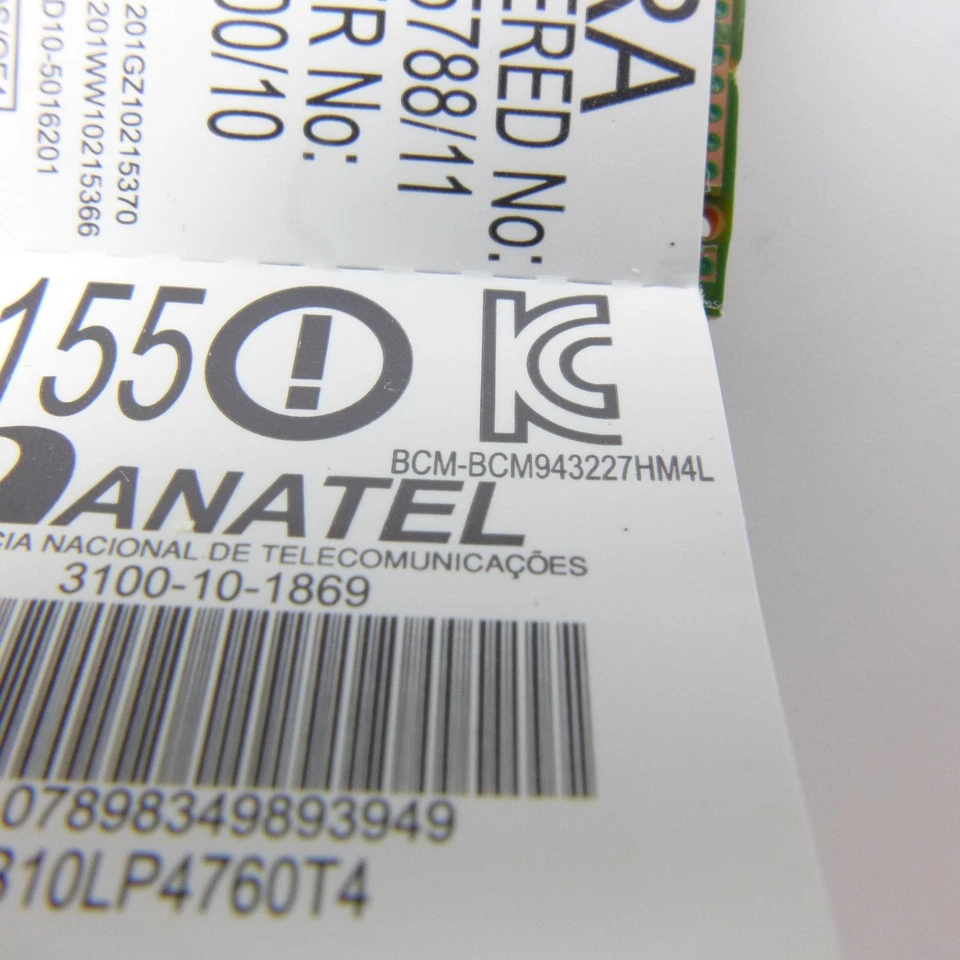 RA
ERED No:
5788/11
ER No:
00/10
201GZ10215370
201WW10215366
D10-5016201
155
BCM-BCM943227HM4L
ANATEL
CIA NACIONAL DE TELECOMUNICAÇÕES
3100-10-1869
07898349893949
310LP4760T4